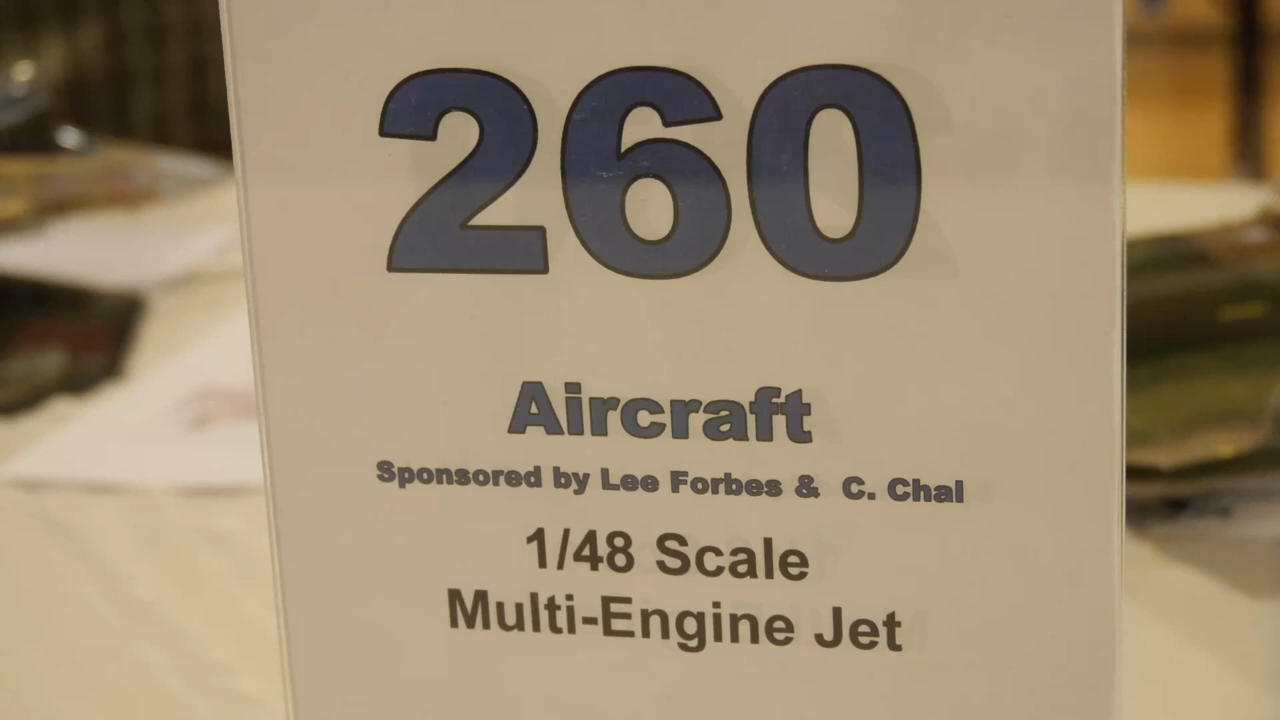 260
Aircraft
Sponsored by Lee Forbes & C. Chal
1/48 Scale
Multi-Engine Jet